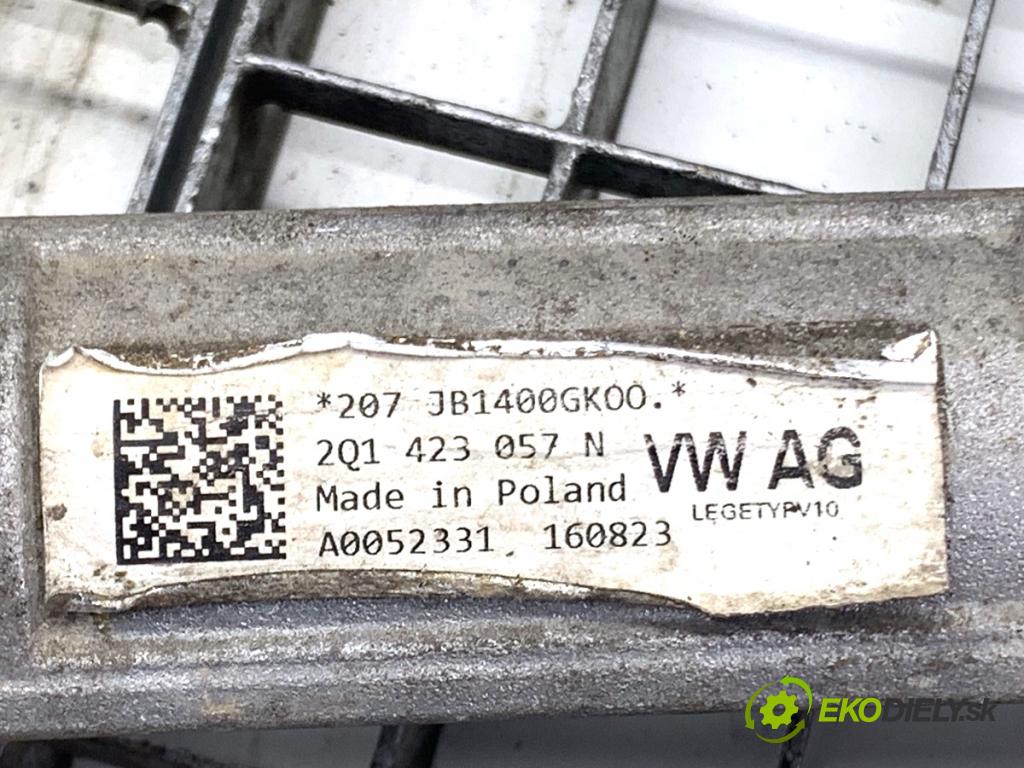 *207 JB1400GK00.*
2Q1 423 057 N
Made in Poland
A0052331 160823
VW AG
LEGETYPV10
EKODIELY.sk